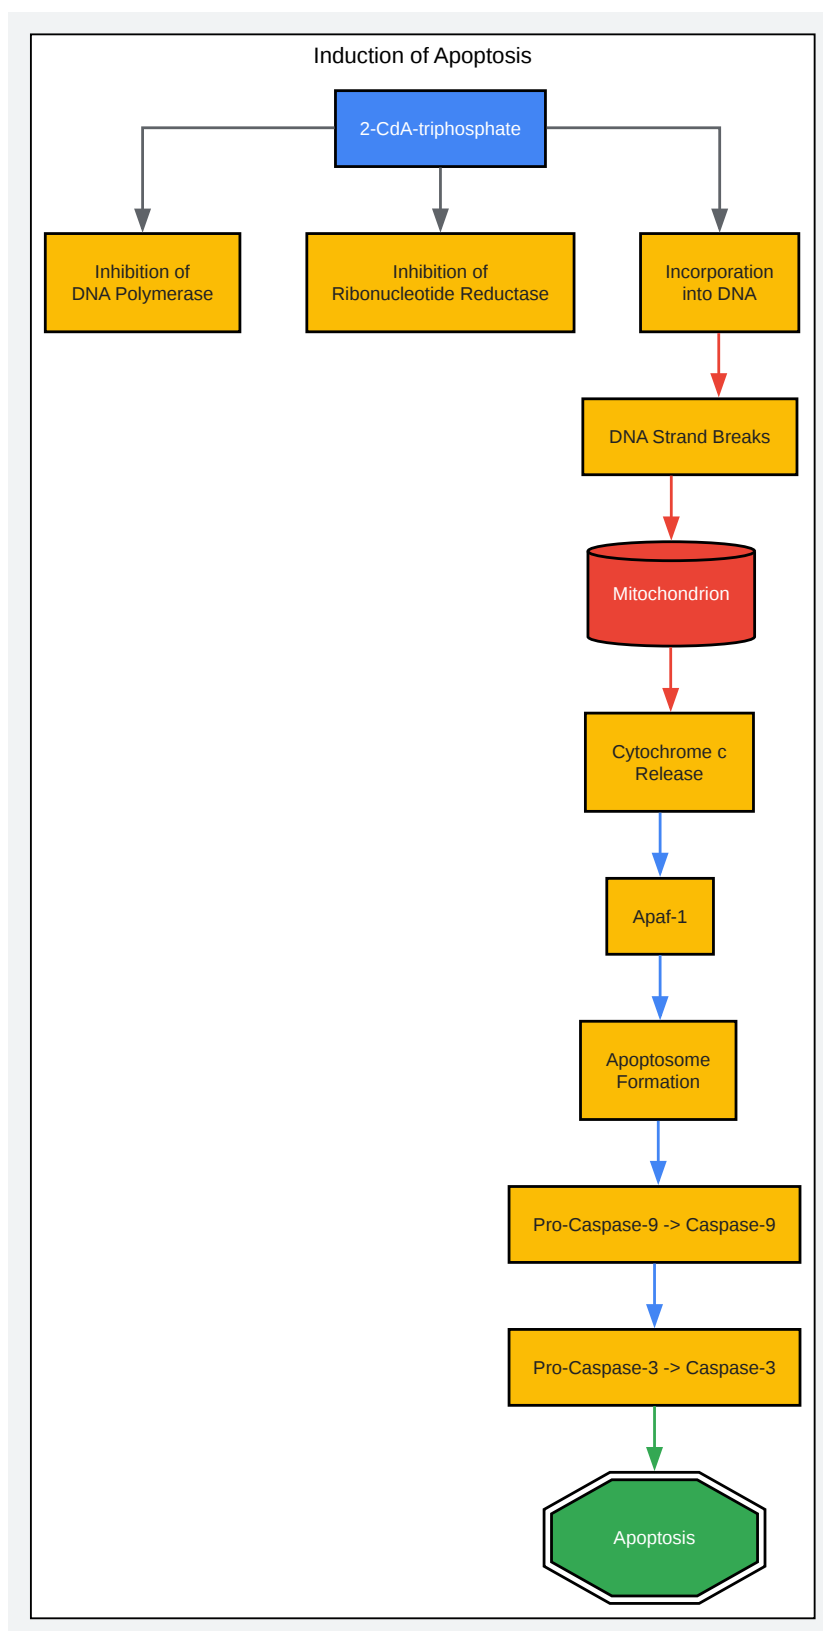 Induction of Apoptosis
2-CdA-triphosphate
Inhibition of
DNA Polymerase
Inhibition of
Ribonucleotide Reductase
Incorporation
into DNA
DNA Strand Breaks
Mitochondrion
Cytochrome c
Release
Apaf-1
Apoptosome
Formation
Pro-Caspase-9 -> Caspase-9
Pro-Caspase-3 -> Caspase-3
Apoptosis